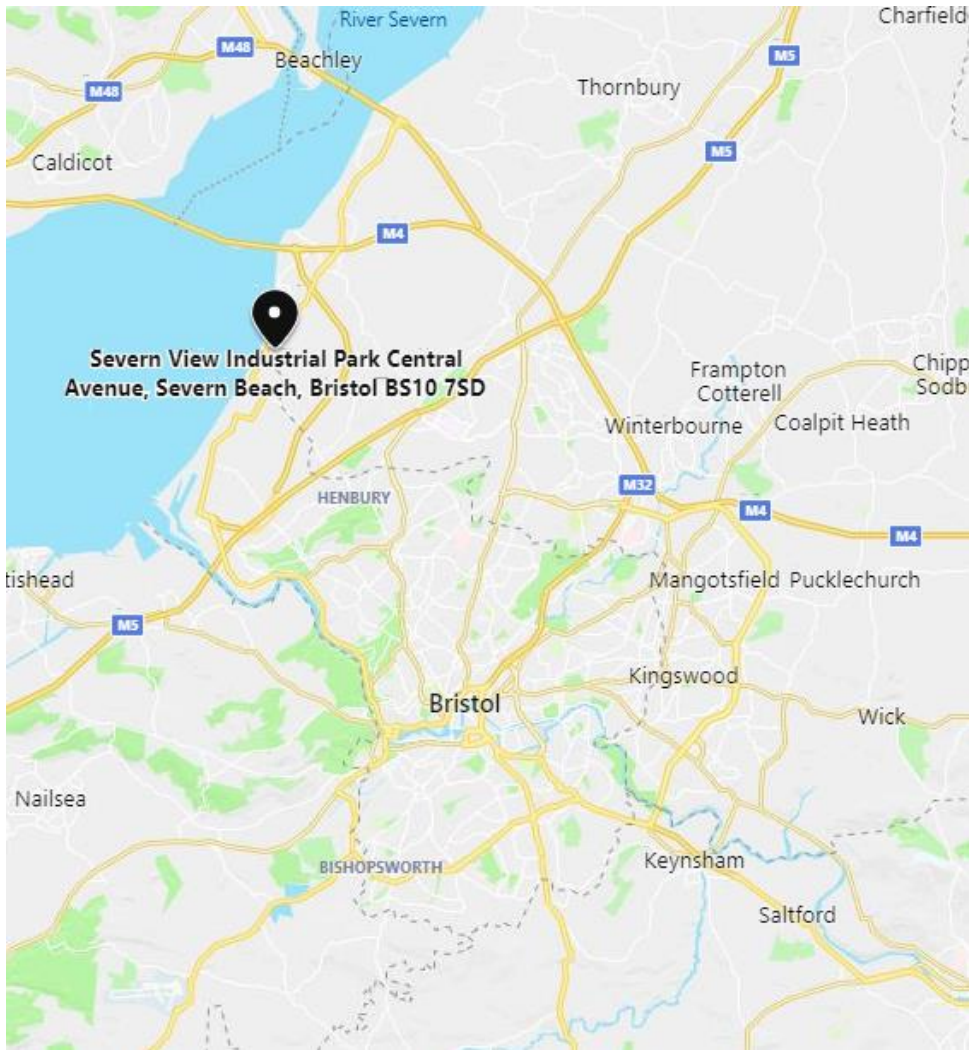 River Severn
Charfield
M48
Beachley
M5
M48
Thornbury
M5
Caldicot
M4
Severn View Industrial Park Central
Avenue, Severn Beach, Bristol BS10 7SD
Frampton
Cotterell
Chipp
Sodb
Winterbourne
Coalpit Heath
HENBURY
M32
M4
M4
tishead
Mangotsfield
Pucklechurch
M5
Kingswood
Bristol
Wick
Nailsea
BISHOPSWORTH
Keynsham
Saltford